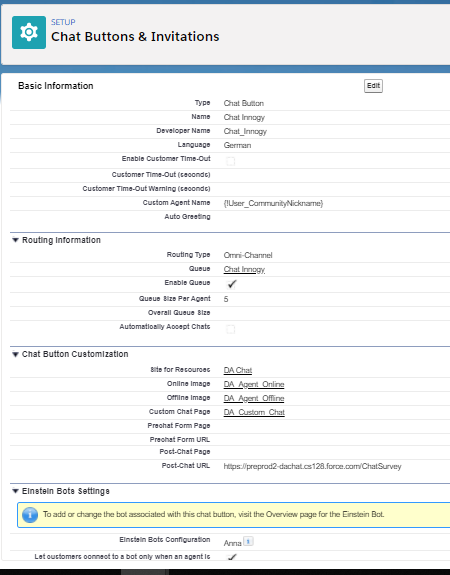 SETUP
Chat Buttons & Invitations
Basic Information
Edit
Type Chat Button
Name Chat Innogy
Developer Name Chat_Innogy
Language German
Enable Customer Time-Out
Customer Time-Out (seconds)
Customer Time-Out Warning (seconds)
Custom Agent Name {!User_CommunityNickname}
Auto Greeting
Routing Information
Routing Type Omni-Channel
Queue Chat Innogy
Enable Queue ✓
Queue Size Per Agent 5
Overall Queue Size
Automatically Accept Chats
Chat Button Customization
Site for Resources DA Chat
Online Image DA_Agent_Online
Offline Image DA_Agent_Offline
Custom Chat Page DA_Custom_Chat
Prechat Form Page
Prechat Form URL
Post-Chat Page
Post-Chat URL https://preprod2-dachat.cs128.force.com/ChatSurvey
Einstein Bots Settings
To add or change the bot associated with this chat button, visit the Overview page for the Einstein Bot.
Einstein Bots Configuration Anna
Let customers connect to a bot only when an agent is ✓